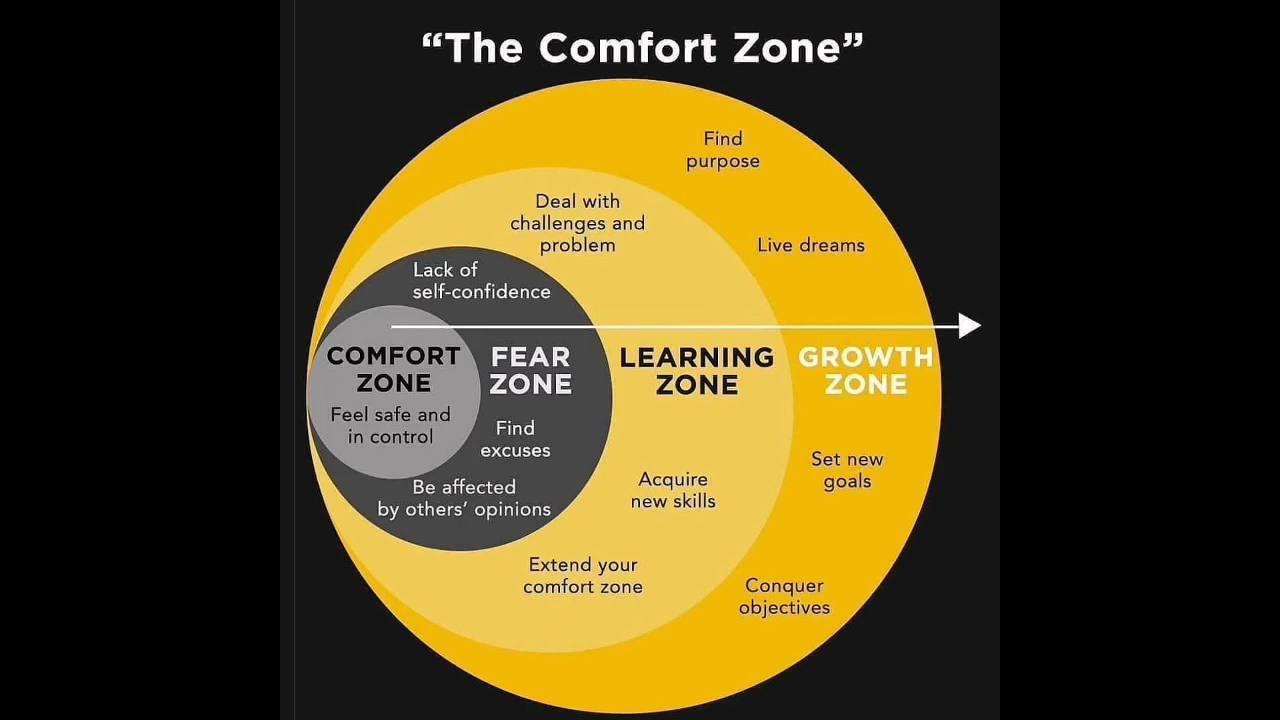 “The Comfort Zone”
Find
purpose
Deal with
challenges and
problem
Live dreams
Lack of
self-confidence
COMFORT
ZONE
Feel safe and
in control
FEAR
ZONE
Find
excuses
Be affected
by others’ opinions
LEARNING
ZONE
Acquire
new skills
Extend your
comfort zone
GROWTH
ZONE
Set new
goals
Conquer
objectives